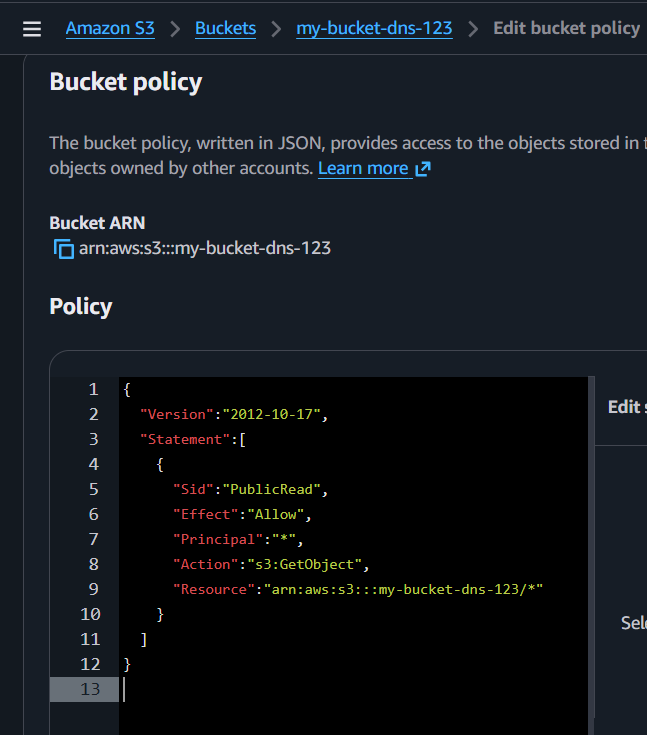 Amazon S3 > Buckets > my-bucket-dns-123 > Edit bucket policy
Bucket policy
The bucket policy, written in JSON, provides access to the objects stored in
objects owned by other accounts. Learn more
Bucket ARN
arn:aws:s3:::my-bucket-dns-123
Policy
1 {
2 "Version":"2012-10-17",
3 "Statement":[
4 {
5 "Sid":"PublicRead",
6 "Effect":"Allow",
7 "Principal":"*",
8 "Action":"s3:GetObject",
9 "Resource":"arn:aws:s3:::my-bucket-dns-123/*"
10 }
11 ]
12 }
13
Edit